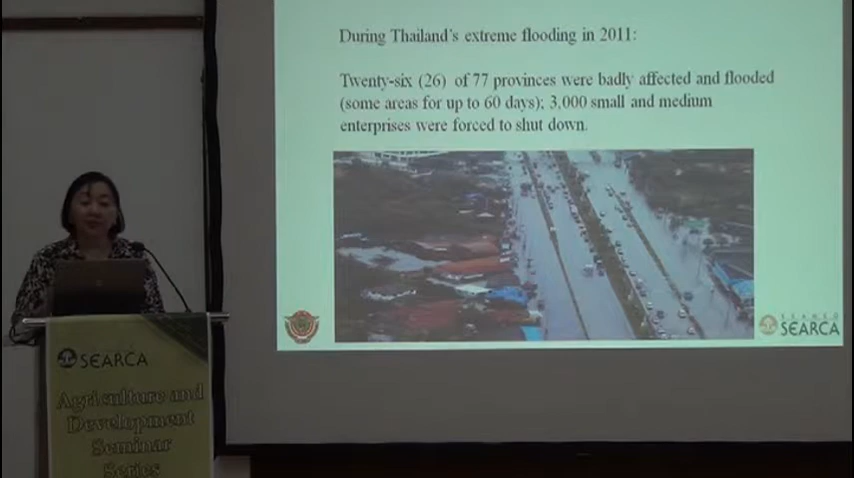 During Thailand's extreme flooding in 2011:
Twenty-six (26) of 77 provinces were badly affected and flooded
(some areas for up to 60 days); 3,000 small and medium
enterprises were forced to shut down.
SEARCA
SEARCA
Agriculture and
Development
Seminar
Series